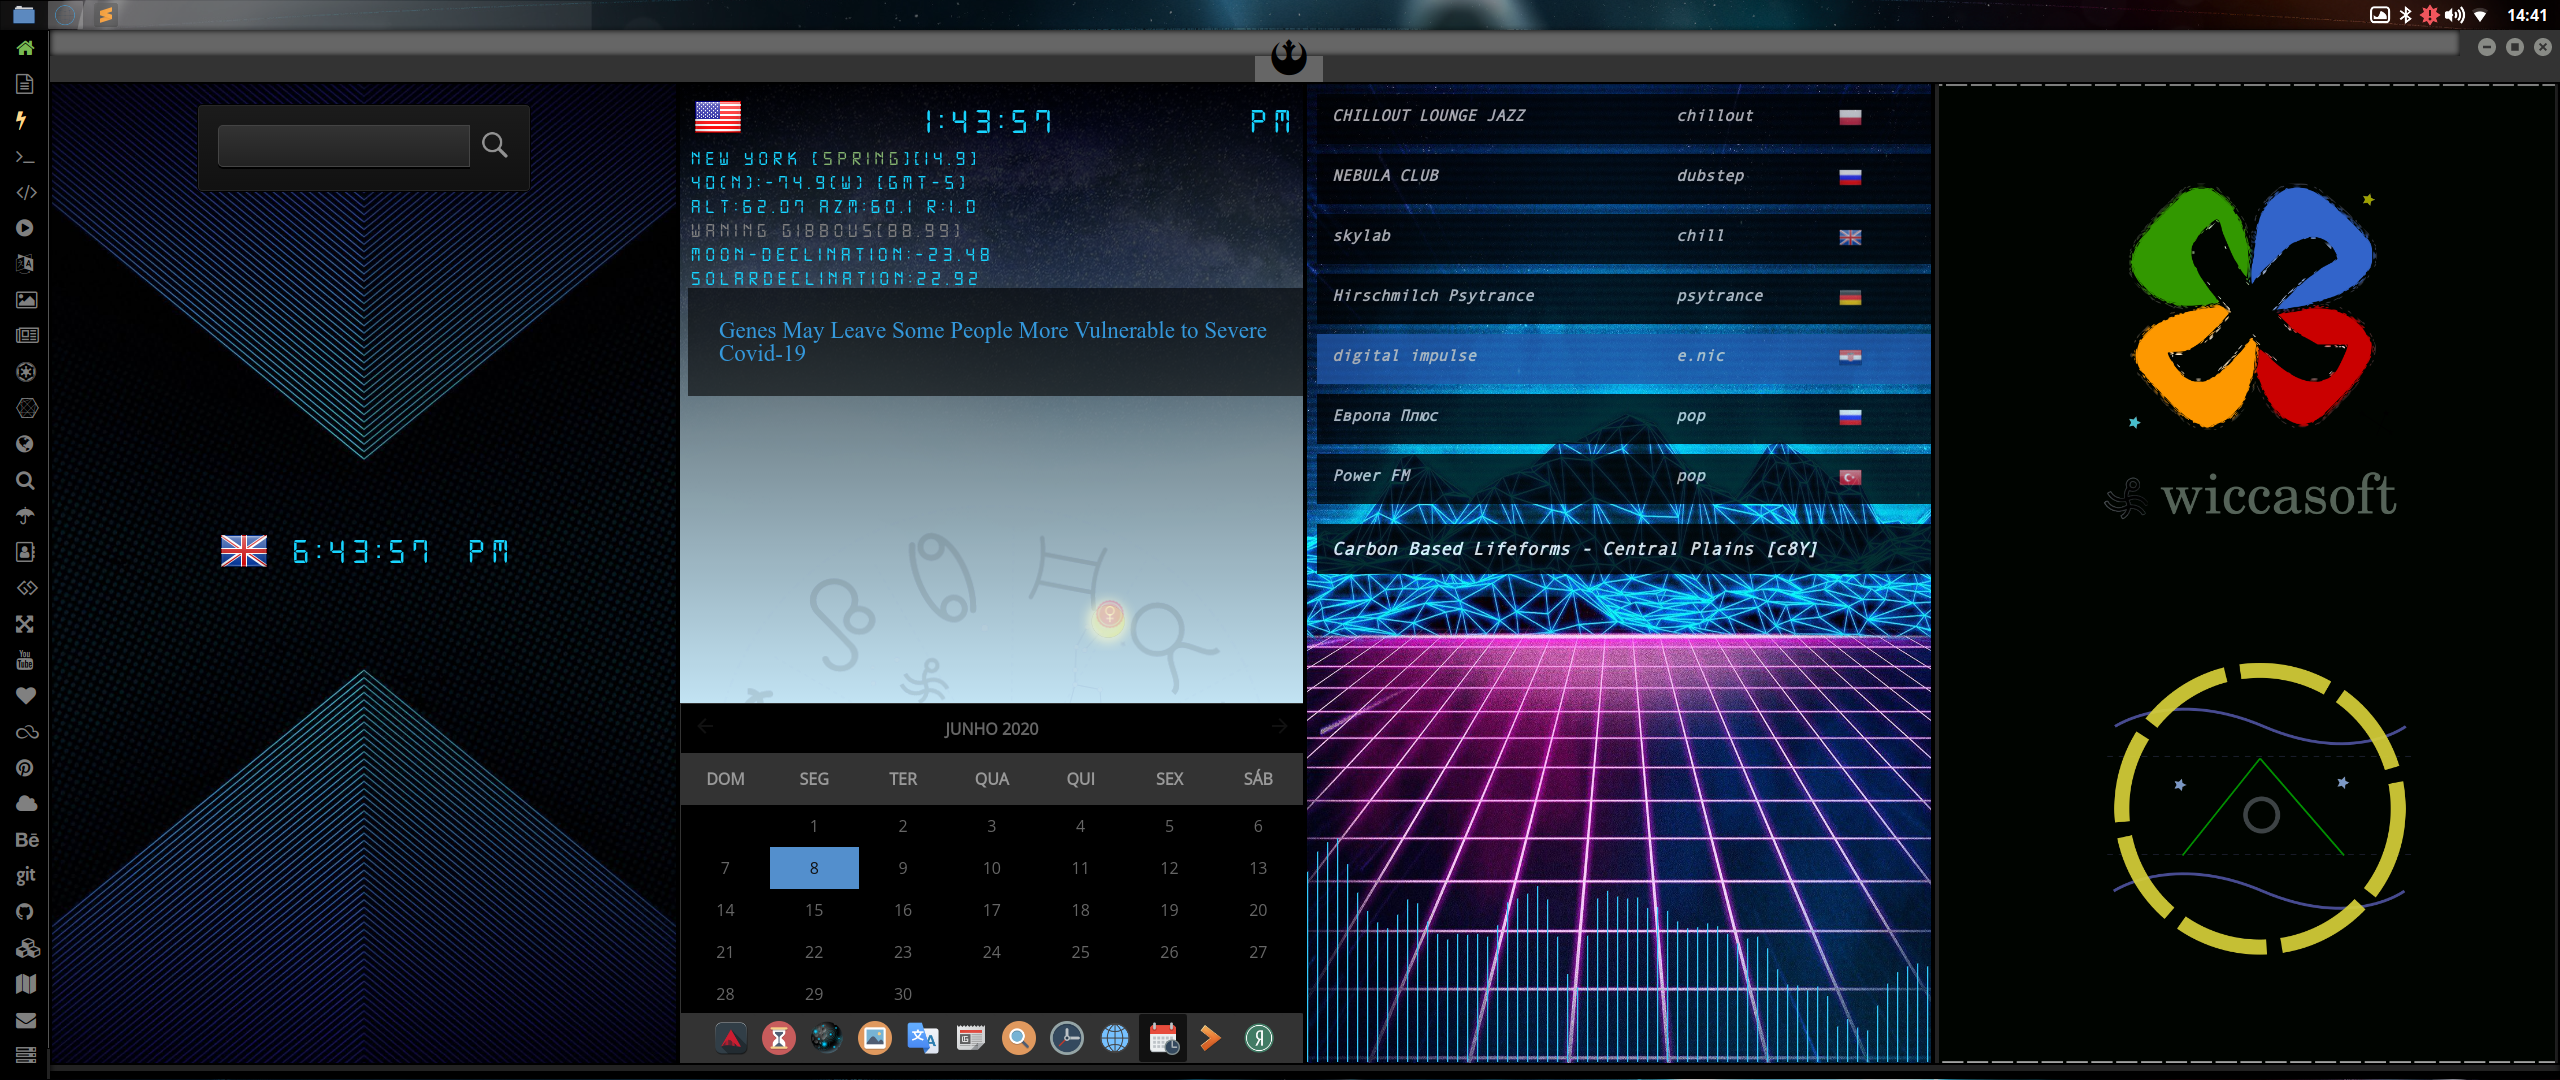 14:41
6:43:57 PM
1:43:57 PM
NEW YORK [SPRING][14.9]
40(N):-74.9(W) [GMT-5]
ALT:62.07 AZM:60.1 R:1.0
WANING GIBBOUS[88.99]
MOON-DECLINATION:-23.48
SOLARDECLINATION:22.92
Genes May Leave Some People More Vulnerable to Severe
Covid-19
JUNHO 2020
DOM SEG TER QUA QUI SEX SÁB
1 2 3 4 5 6
7 8 9 10 11 12 13
14 15 16 17 18 19 20
21 22 23 24 25 26 27
28 29 30
CHILLOUT LOUNGE JAZZ chillout
NEBULA CLUB dubstep
skylab chill
Hirschmilch Psytrance psytrance
digital impulse e.nic
Европа Плюс pop
Power FM pop
Carbon Based Lifeforms - Central Plains [c8Y]
wiccasoft
You
Tube
Bē
git